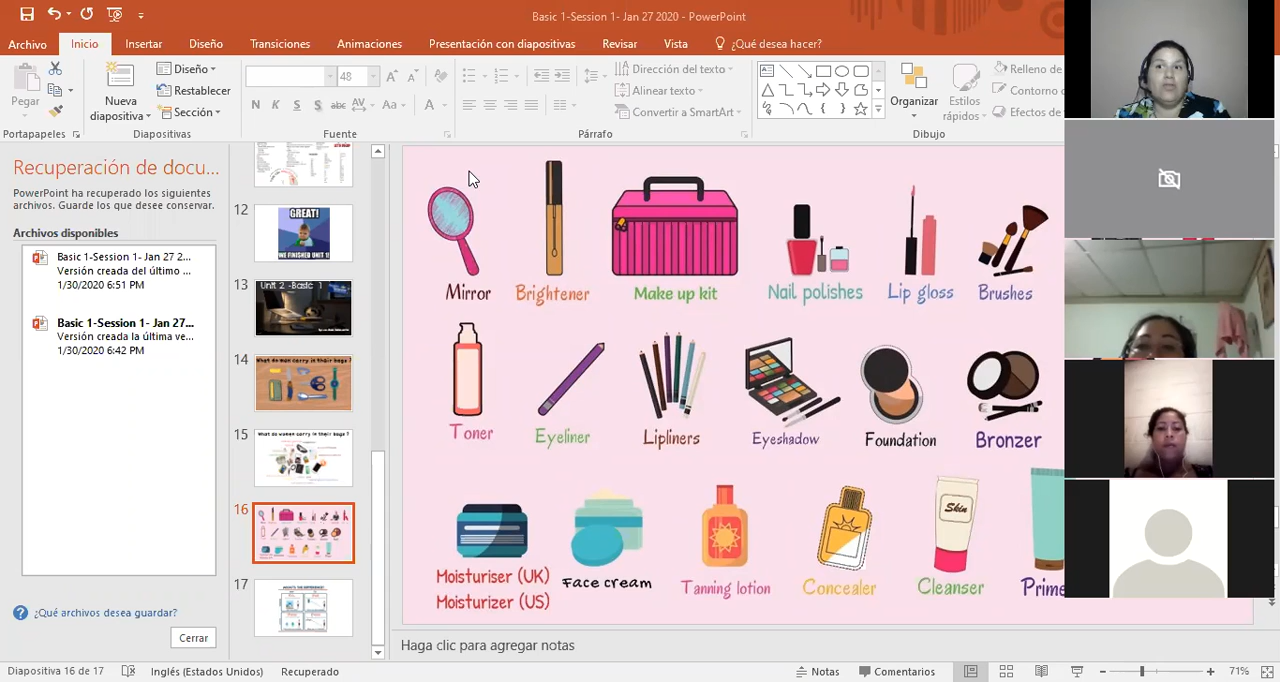 Basic 1-Session 1- Jan 27 2020 - PowerPoint
Archivo
Inicio
Insertar
Diseño
Transiciones
Animaciones
Presentación con diapositivas
Revisar
Vista
¿Qué desea hacer?
Pegar
Nueva
diapositiva
Diseño
Restablecer
Sección
48
N K S S abc AV Aa A
Dirección del texto
Alinear texto
Convertir a SmartArt
Organizar
Estilos
rápidos
Relleno de
Contorno
Efectos de
Portapapeles
Diapositivas
Fuente
Párrafo
Dibujo
Recuperación de docu...
PowerPoint ha recuperado los siguientes
archivos. Guarde los que desee conservar.
Archivos disponibles
Basic 1-Session 1- Jan 27 2...
Versión creada del último ...
1/30/2020 6:51 PM
Basic 1-Session 1- Jan 27...
Versión creada la última ve...
1/30/2020 6:42 PM
¿Qué archivos desea guardar?
Cerrar
12
GREAT!
WE FINISHED UNIT 1!
13
Unit 2 -Basic 1
14
What do men carry in their bags ?
15
What do women carry in their bags ?
16
17
Mirror
Brightener
Make up kit
Nail polishes
Lip gloss
Brushes
Toner
Eyeliner
Lipliners
Eyeshadow
Foundation
Bronzer
Skin
Moisturiser (UK)
Moisturizer (US)
Face cream
Tanning lotion
Concealer
Cleanser
Prime
Haga clic para agregar notas
Diapositiva 16 de 17
Inglés (Estados Unidos)
Recuperado
Notas
Comentarios
71%